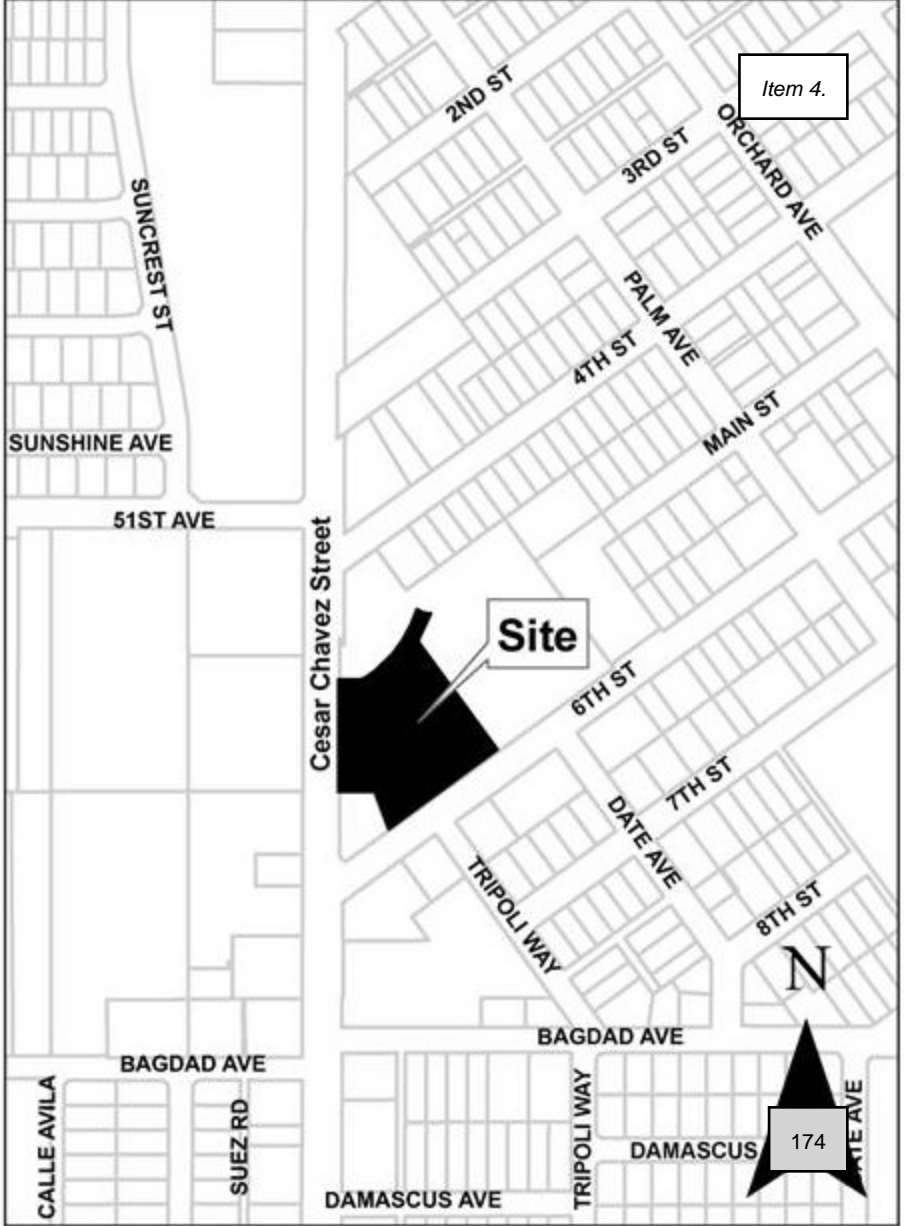 Item 4.
2ND ST
ORCHARD AVE
3RD ST
SUNCREST ST
PALM AVE
4TH ST
MAIN ST
SUNSHINE AVE
51ST AVE
Cesar Chavez Street
Site
6TH ST
7TH ST
DATE AVE
TRIPOLI WAY
8TH ST
N
BAGDAD AVE
BAGDAD AVE
CALLE AVILA
SUEZ RD
TRIPOLI WAY
DAMASCUS
174
DAMASCUS AVE
AVE